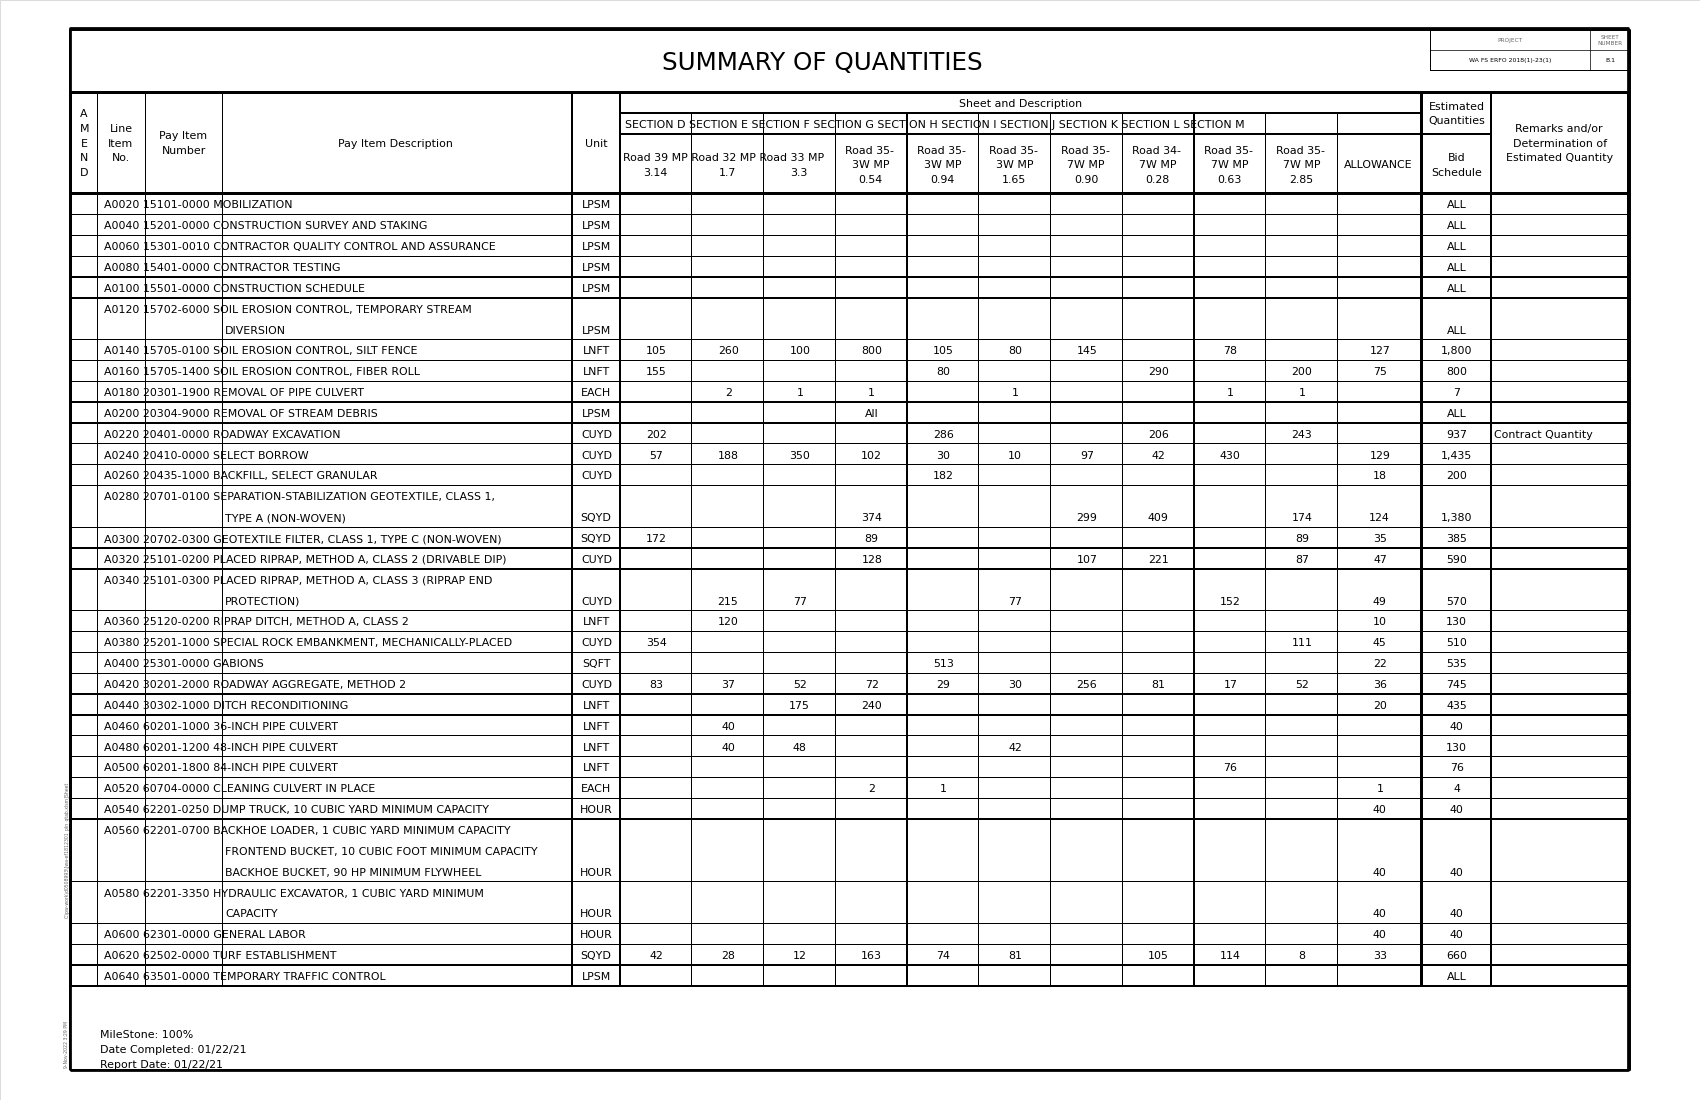 SUMMARY OF QUANTITIES
PROJECT SHEET NUMBER
WA FS ERFO 2018(1)-23(1) B.1
A M E N D
Line Item No.
Pay Item Number
Pay Item Description
Unit
Sheet and Description
SECTION D SECTION E SECTION F SECTION G SECTION H SECTION I SECTION J SECTION K SECTION L SECTION M
Road 39 MP 3.14
Road 32 MP 1.7
Road 33 MP 3.3
Road 35-3W MP 0.54
Road 35-3W MP 0.94
Road 35-3W MP 1.65
Road 35-7W MP 0.90
Road 34-7W MP 0.28
Road 35-7W MP 0.63
Road 35-7W MP 2.85
ALLOWANCE
Estimated Quantities
Bid Schedule
Remarks and/or Determination of Estimated Quantity
A0020 15101-0000 MOBILIZATION LPSM ALL
A0040 15201-0000 CONSTRUCTION SURVEY AND STAKING LPSM ALL
A0060 15301-0010 CONTRACTOR QUALITY CONTROL AND ASSURANCE LPSM ALL
A0080 15401-0000 CONTRACTOR TESTING LPSM ALL
A0100 15501-0000 CONSTRUCTION SCHEDULE LPSM ALL
A0120 15702-6000 SOIL EROSION CONTROL, TEMPORARY STREAM
DIVERSION LPSM ALL
A0140 15705-0100 SOIL EROSION CONTROL, SILT FENCE LNFT 105 260 100 800 105 80 145 78 127 1,800
A0160 15705-1400 SOIL EROSION CONTROL, FIBER ROLL LNFT 155 80 290 200 75 800
A0180 20301-1900 REMOVAL OF PIPE CULVERT EACH 2 1 1 1 1 1 7
A0200 20304-9000 REMOVAL OF STREAM DEBRIS LPSM All ALL
A0220 20401-0000 ROADWAY EXCAVATION CUYD 202 286 206 243 937 Contract Quantity
A0240 20410-0000 SELECT BORROW CUYD 57 188 350 102 30 10 97 42 430 129 1,435
A0260 20435-1000 BACKFILL, SELECT GRANULAR CUYD 182 18 200
A0280 20701-0100 SEPARATION-STABILIZATION GEOTEXTILE, CLASS 1,
TYPE A (NON-WOVEN) SQYD 374 299 409 174 124 1,380
A0300 20702-0300 GEOTEXTILE FILTER, CLASS 1, TYPE C (NON-WOVEN) SQYD 172 89 89 35 385
A0320 25101-0200 PLACED RIPRAP, METHOD A, CLASS 2 (DRIVABLE DIP) CUYD 128 107 221 87 47 590
A0340 25101-0300 PLACED RIPRAP, METHOD A, CLASS 3 (RIPRAP END
PROTECTION) CUYD 215 77 77 152 49 570
A0360 25120-0200 RIPRAP DITCH, METHOD A, CLASS 2 LNFT 120 10 130
A0380 25201-1000 SPECIAL ROCK EMBANKMENT, MECHANICALLY-PLACED CUYD 354 111 45 510
A0400 25301-0000 GABIONS SQFT 513 22 535
A0420 30201-2000 ROADWAY AGGREGATE, METHOD 2 CUYD 83 37 52 72 29 30 256 81 17 52 36 745
A0440 30302-1000 DITCH RECONDITIONING LNFT 175 240 20 435
A0460 60201-1000 36-INCH PIPE CULVERT LNFT 40 40
A0480 60201-1200 48-INCH PIPE CULVERT LNFT 40 48 42 130
A0500 60201-1800 84-INCH PIPE CULVERT LNFT 76 76
A0520 60704-0000 CLEANING CULVERT IN PLACE EACH 2 1 1 4
A0540 62201-0250 DUMP TRUCK, 10 CUBIC YARD MINIMUM CAPACITY HOUR 40 40
A0560 62201-0700 BACKHOE LOADER, 1 CUBIC YARD MINIMUM CAPACITY
FRONTEND BUCKET, 10 CUBIC FOOT MINIMUM CAPACITY
BACKHOE BUCKET, 90 HP MINIMUM FLYWHEEL HOUR 40 40
A0580 62201-3350 HYDRAULIC EXCAVATOR, 1 CUBIC YARD MINIMUM
CAPACITY HOUR 40 40
A0600 62301-0000 GENERAL LABOR HOUR 40 40
A0620 62502-0000 TURF ESTABLISHMENT SQYD 42 28 12 163 74 81 105 114 8 33 660
A0640 63501-0000 TEMPORARY TRAFFIC CONTROL LPSM ALL
MileStone: 100%
Date Completed: 01/22/21
Report Date: 01/22/21
9-Nov-2022 3:29 PM